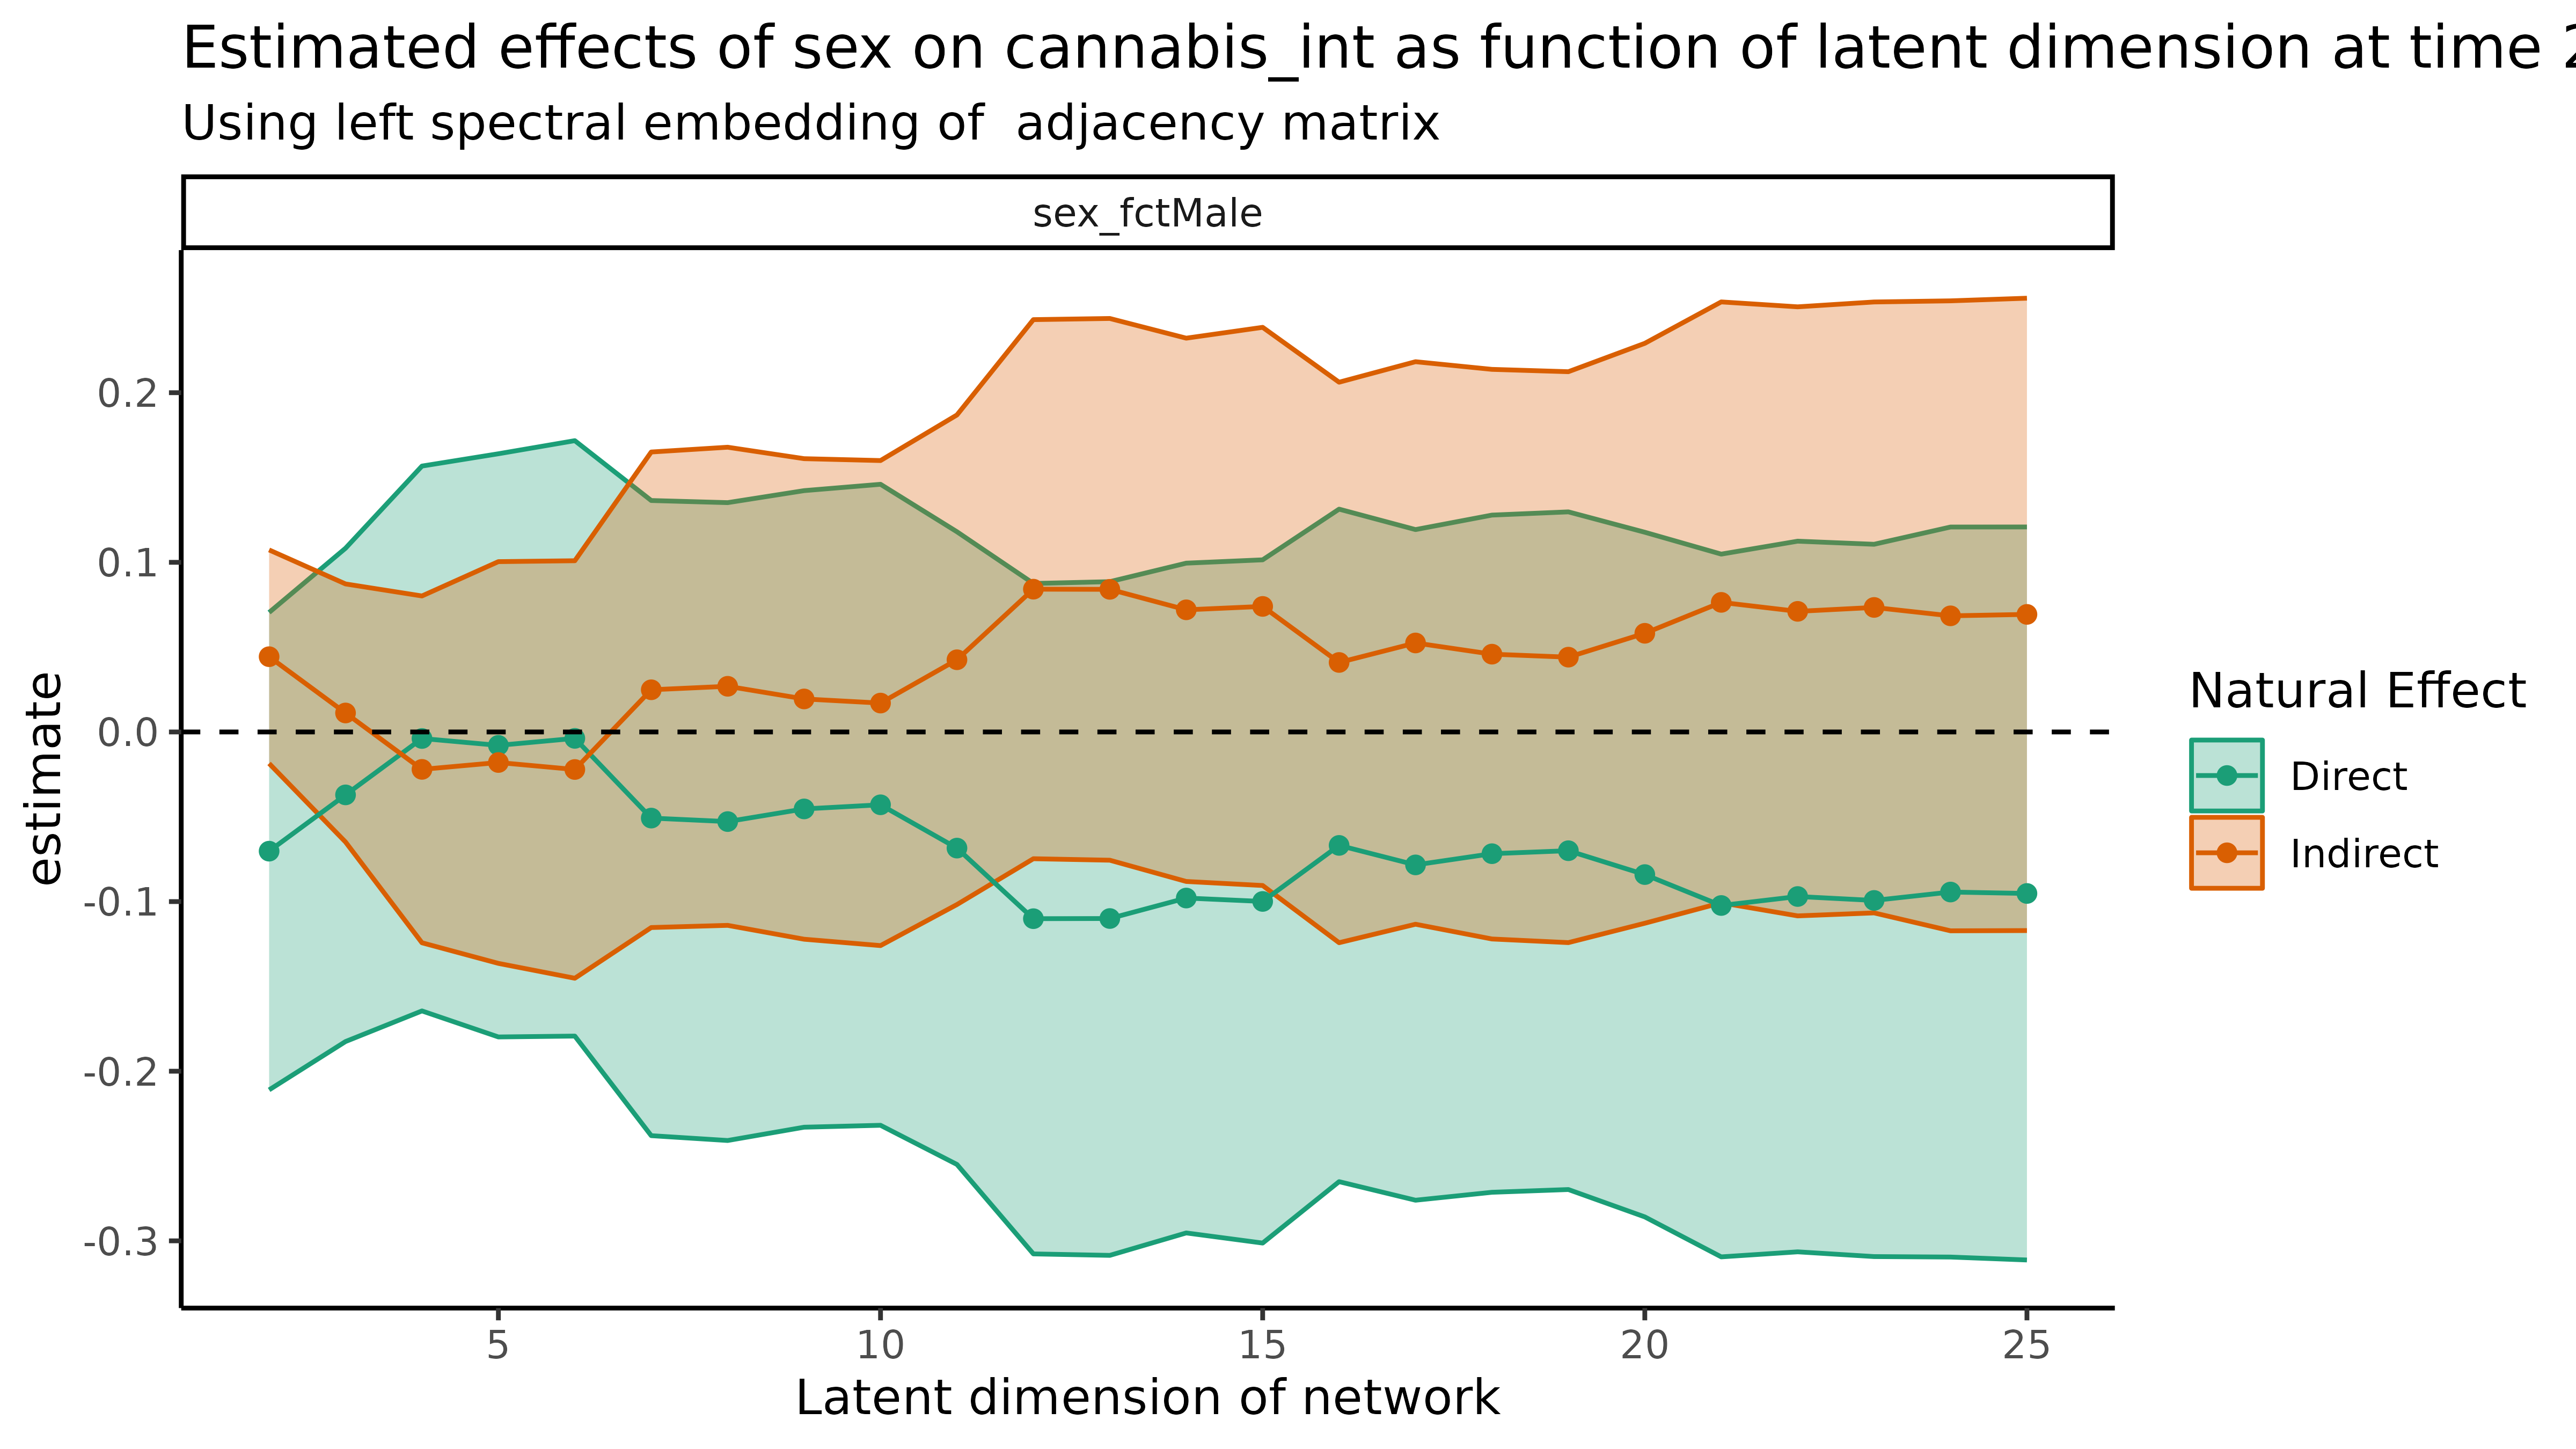 Estimated effects of sex on cannabis_int as function of latent dimension at time 2
Using left spectral embedding of  adjacency matrix
sex_fctMale
0.2
0.1
0.0
-0.1
-0.2
-0.3
estimate
5
10
15
20
25
Latent dimension of network
Natural Effect
Direct
Indirect